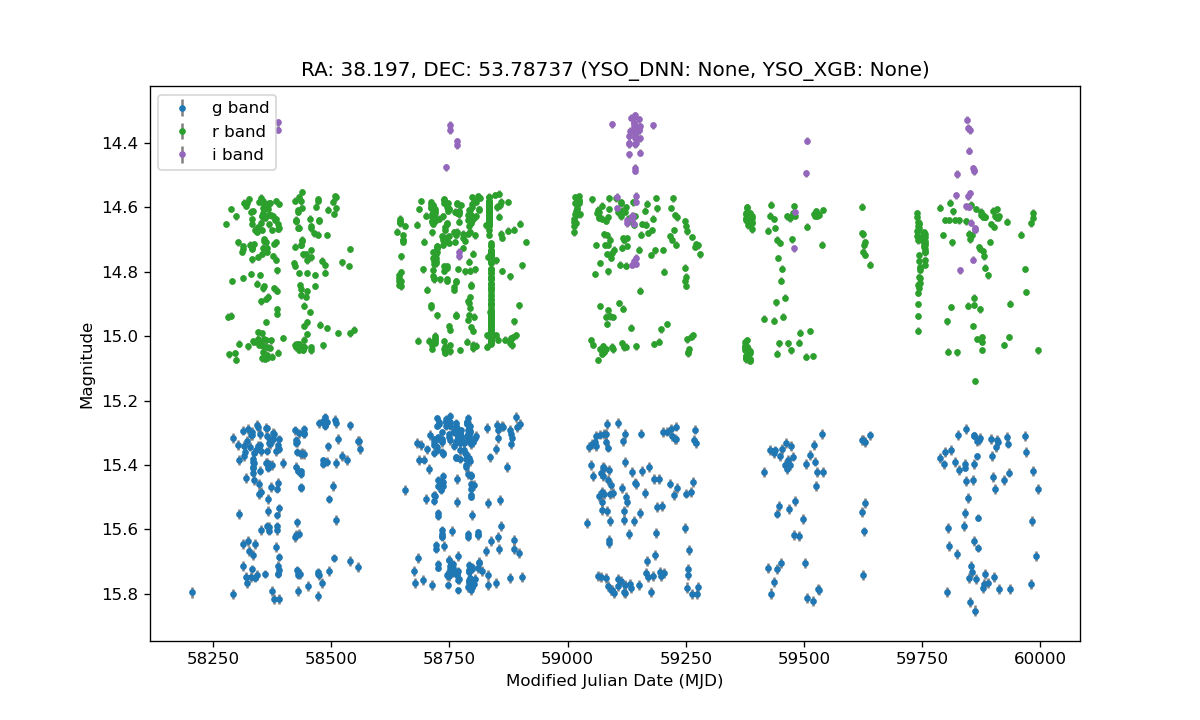 RA: 38.197, DEC: 53.78737 (YSO_DNN: None, YSO_XGB: None)
g band
r band
i band
14.4
14.6
14.8
15.0
15.2
15.4
15.6
15.8
Magnitude
58250 58500 58750 59000 59250 59500 59750 60000
Modified Julian Date (MJD)